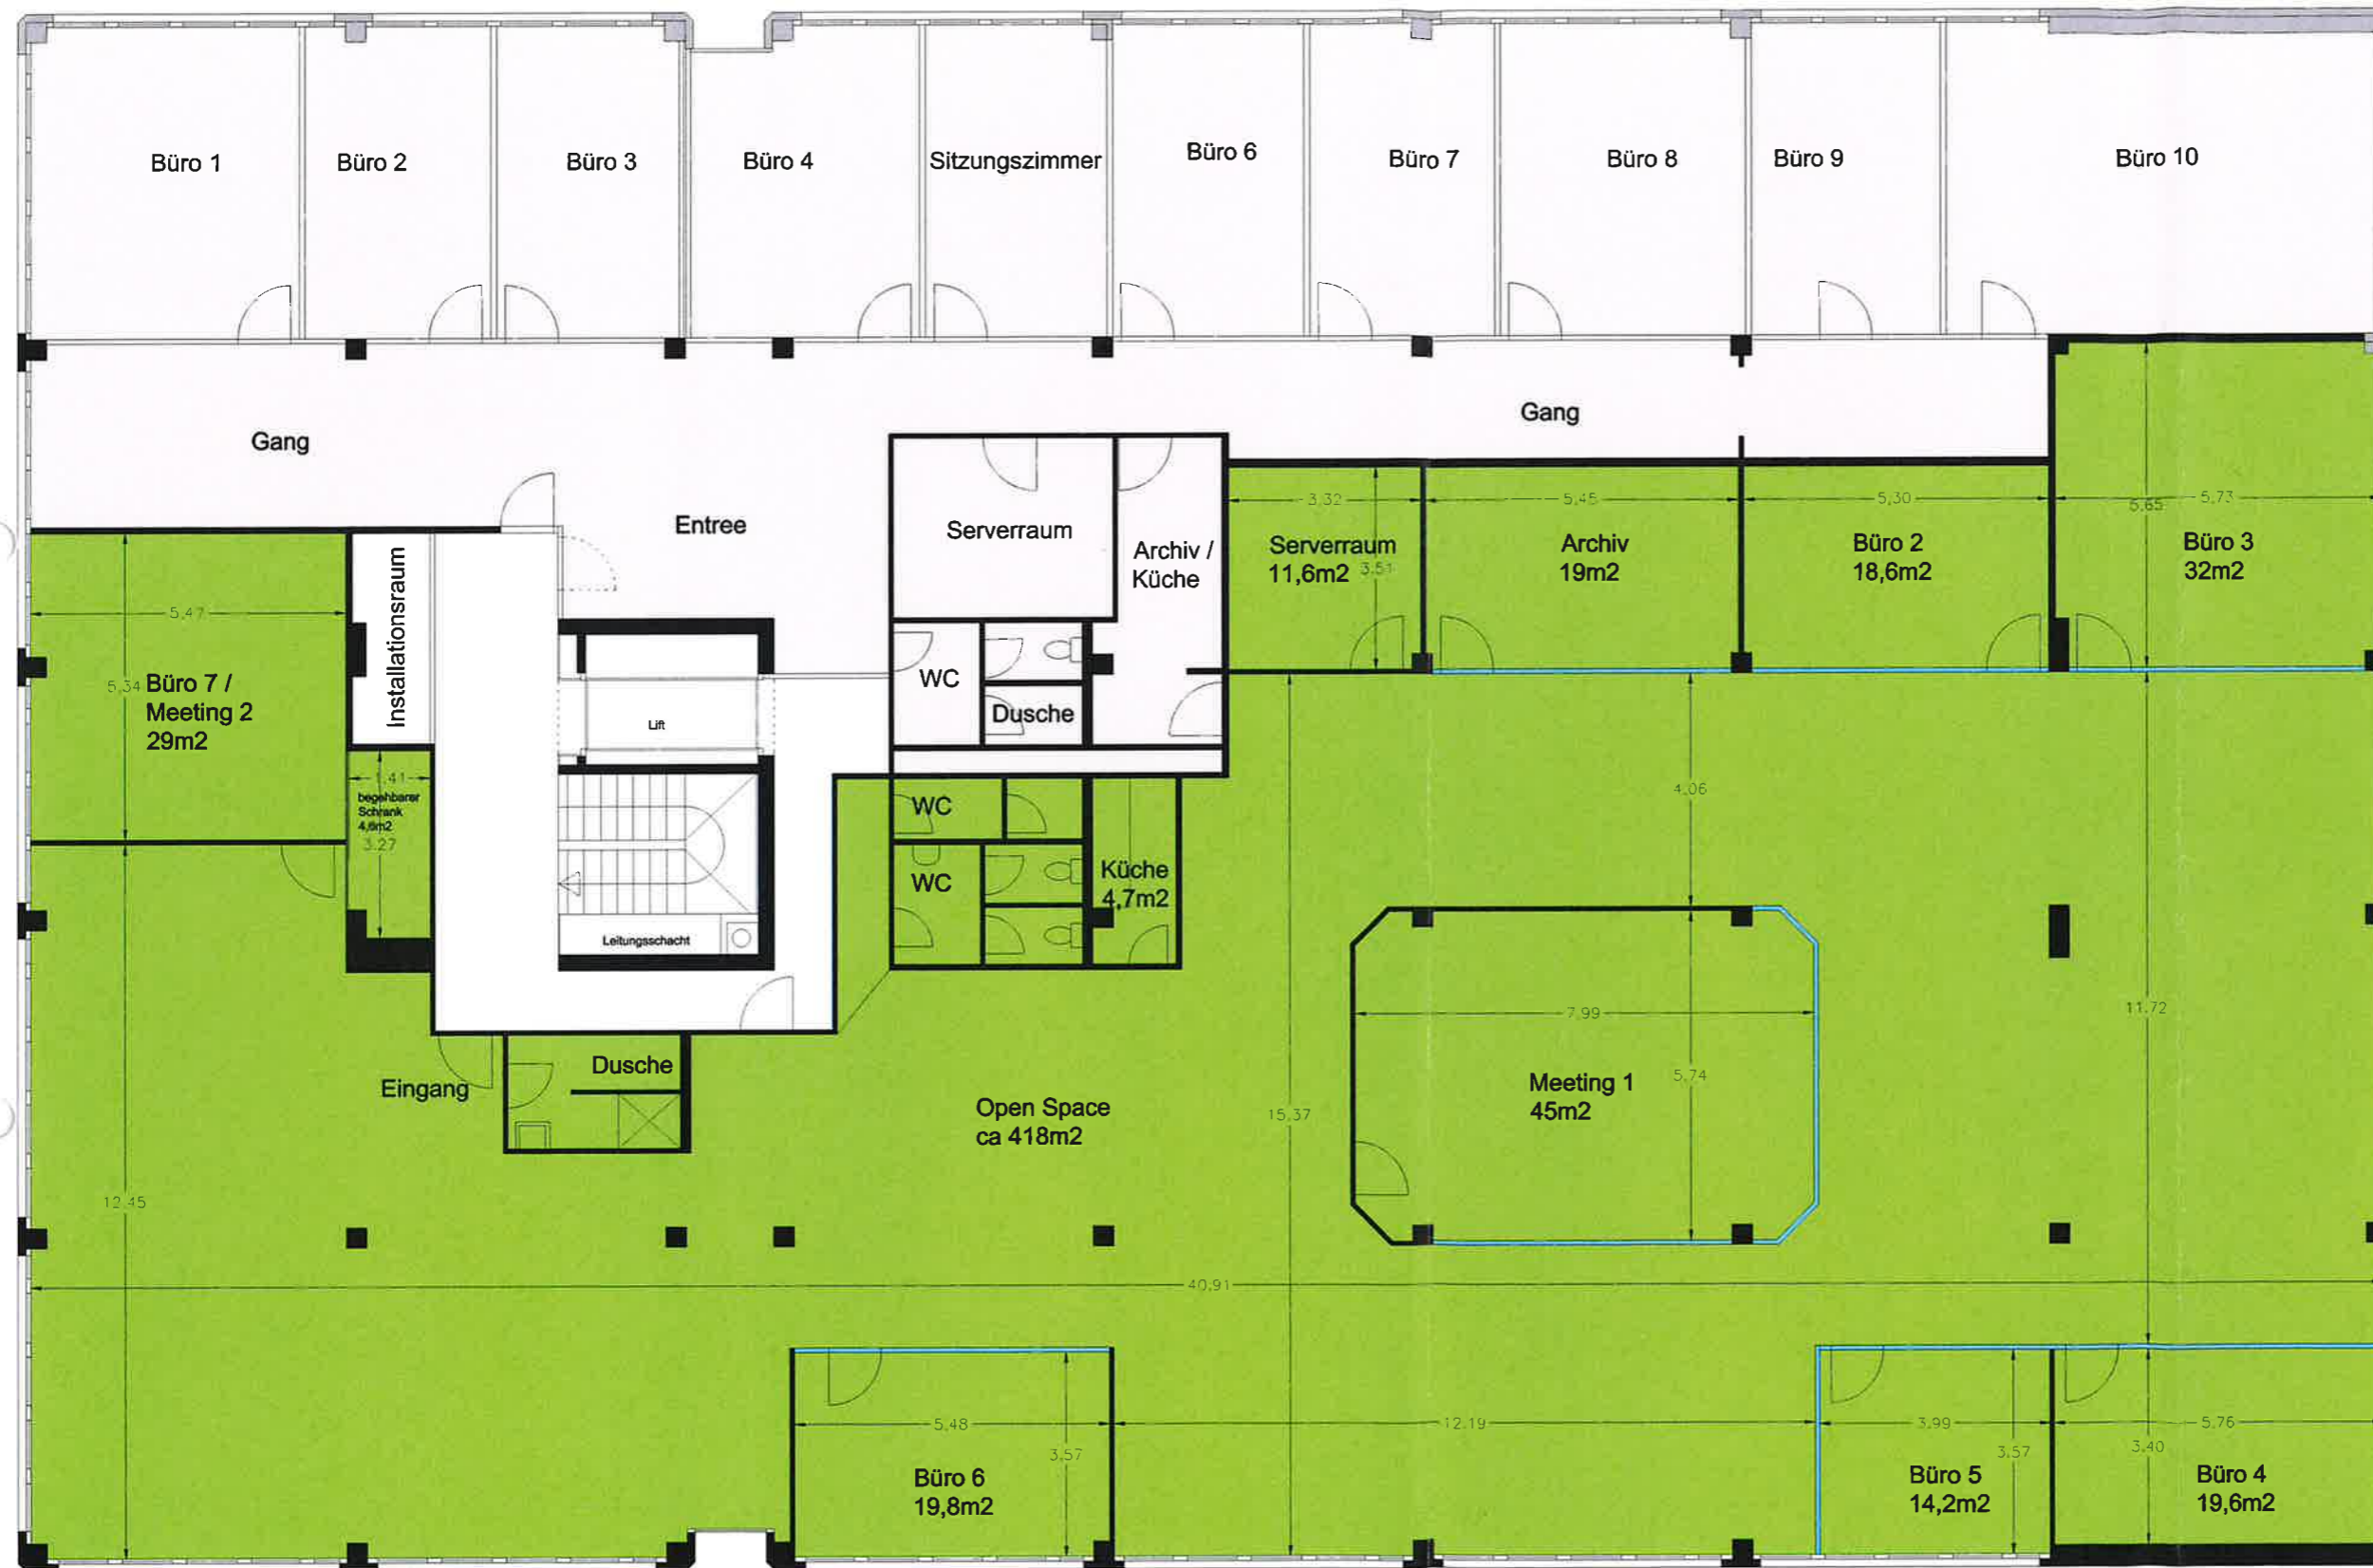 Büro 1
Büro 2
Büro 3
Büro 4
Sitzungszimmer
Büro 6
Büro 7
Büro 8
Büro 9
Büro 10
Gang
Gang
Entree
Serverraum
Archiv /
Küche
3,32
Serverraum
11,6m2
3.51
5,45
Archiv
19m2
5,30
Büro 2
18,6m2
5,73
5,65
Büro 3
32m2
5,47
5,34
Büro 7 /
Meeting 2
29m2
Installationsraum
Lift
WC
Dusche
1,41
begehbarer
Schrank
4,6m2
3.27
WC
WC
Küche
4,7m2
Leitungsschacht
4,06
7,99
5,74
Meeting 1
45m2
11.72
Dusche
Eingang
Open Space
ca 418m2
15,37
12,45
40,91
5,48
3,57
Büro 6
19,8m2
12.19
3,99
3,57
Büro 5
14,2m2
5,76
3,40
Büro 4
19,6m2